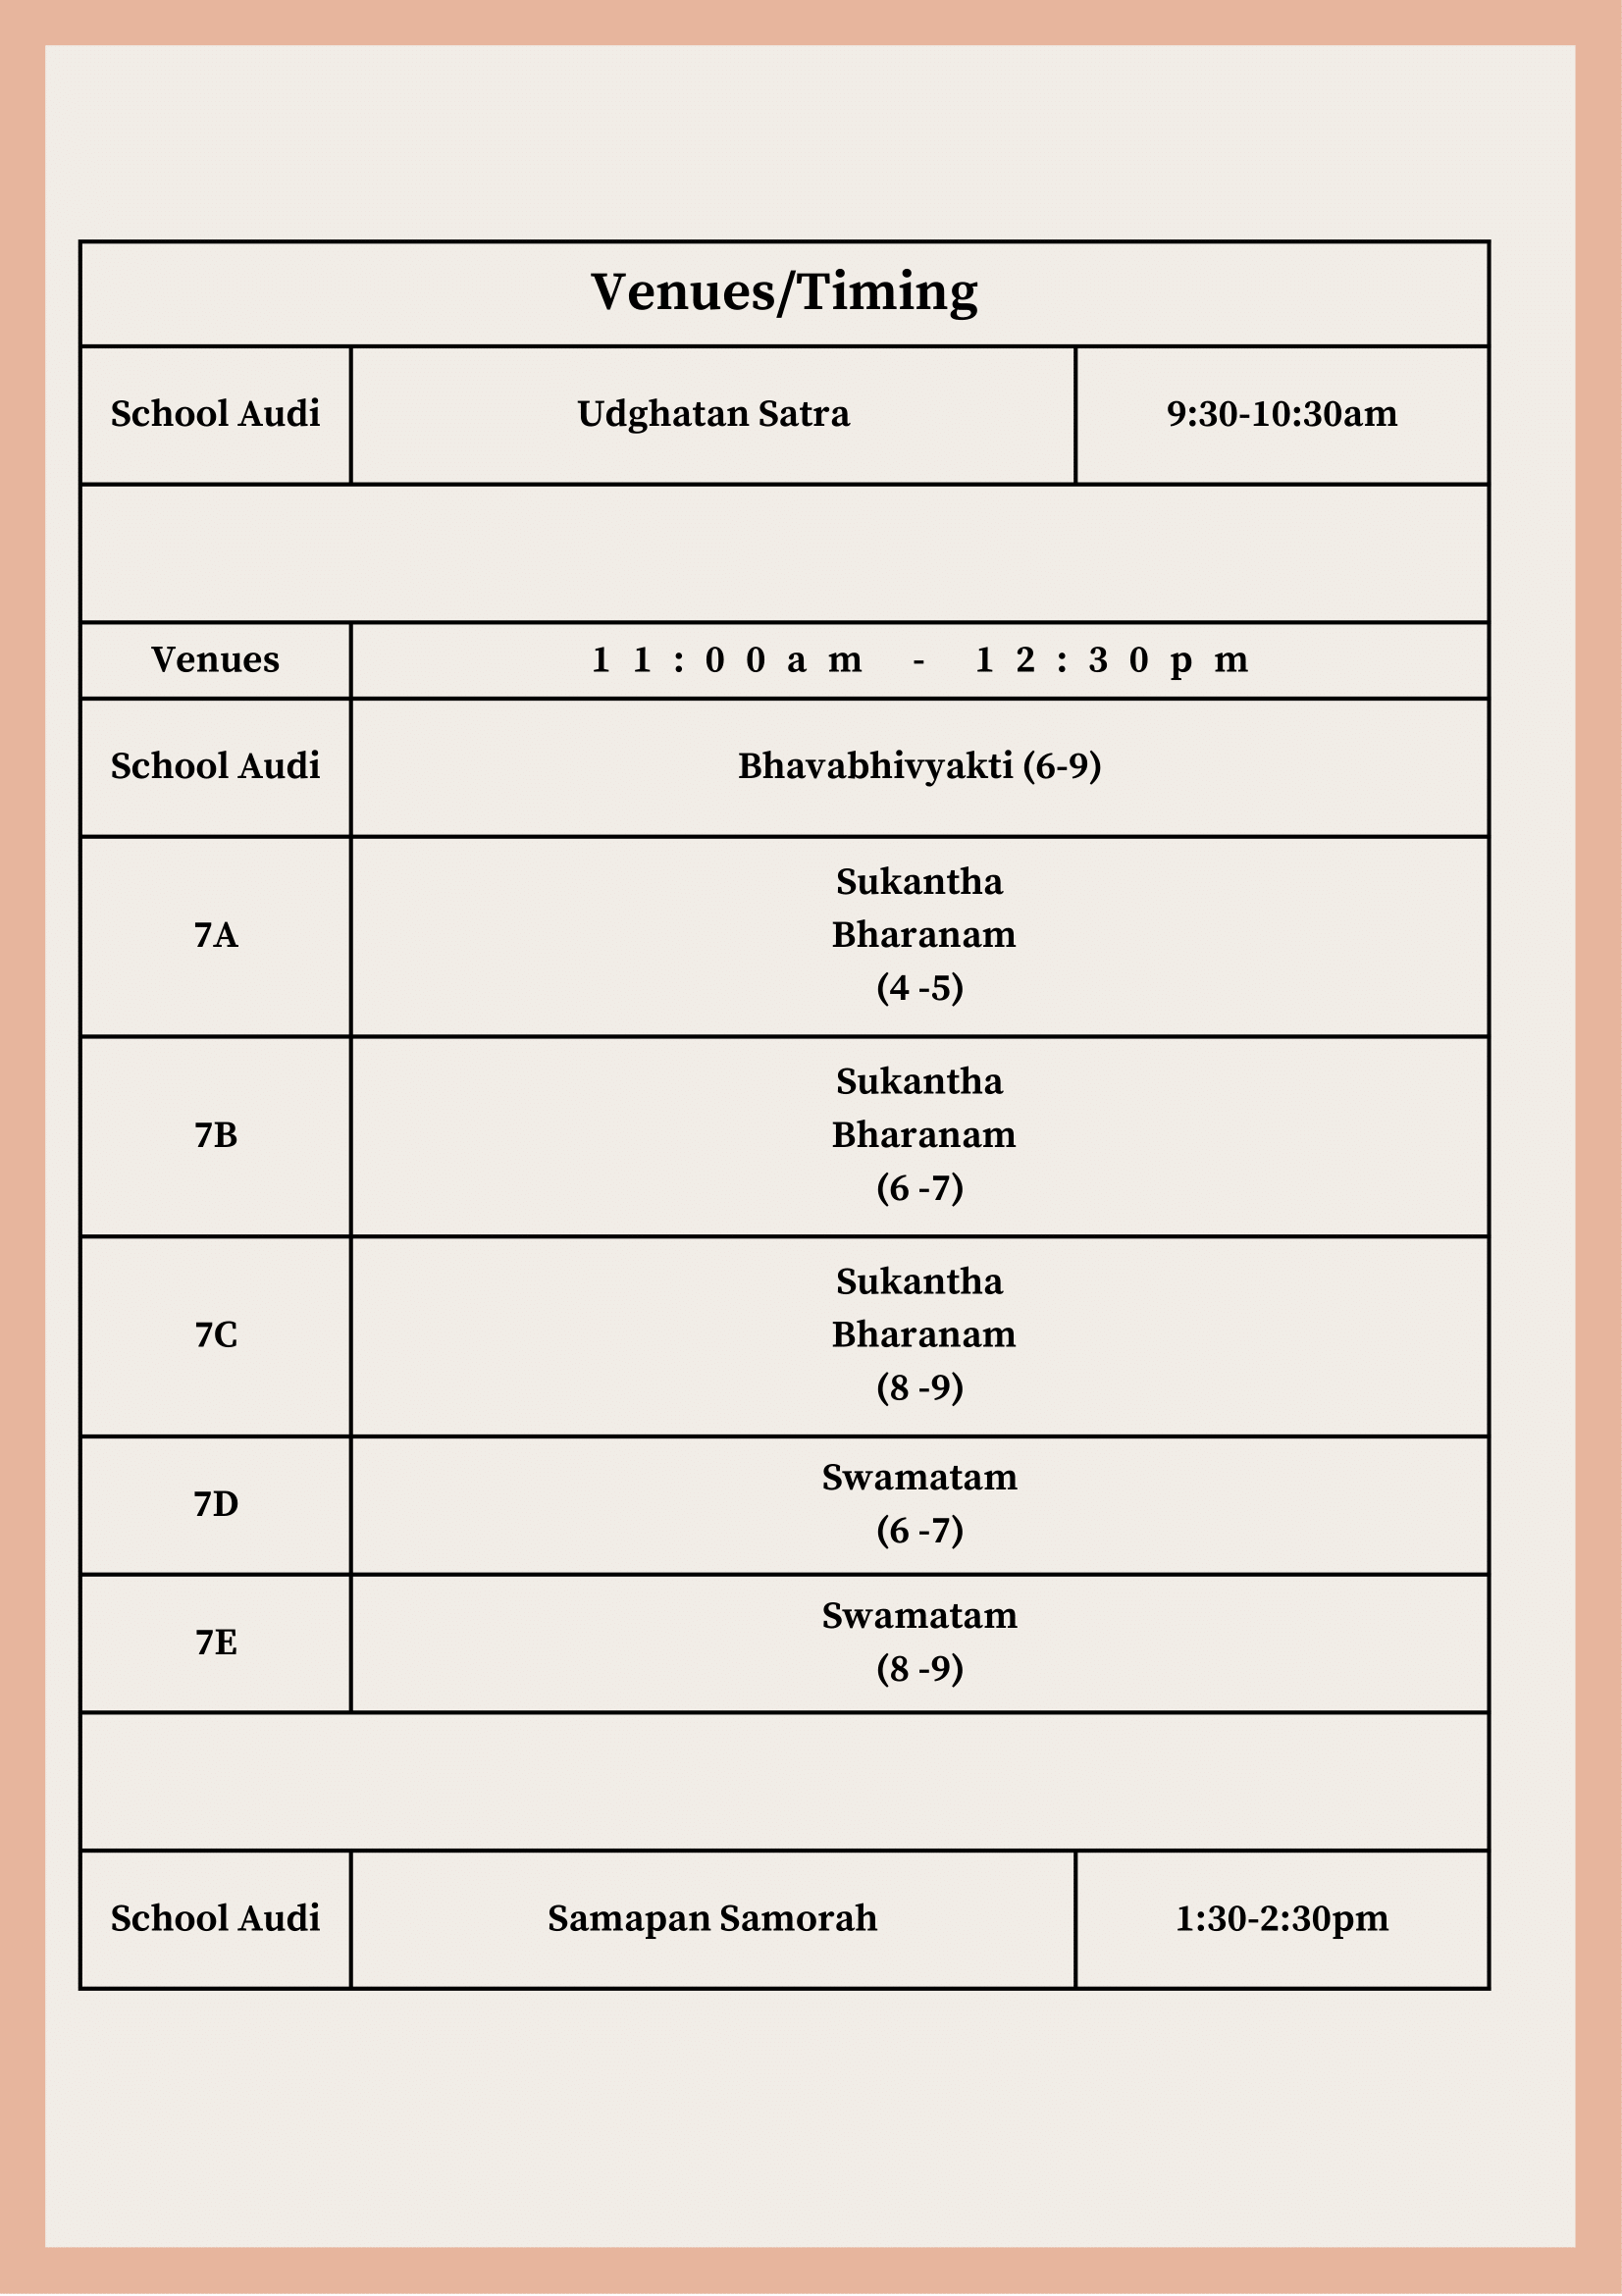 Venues/Timing
School Audi Udghatan Satra 9:30-10:30am
Venues 11:00am - 12:30pm
School Audi Bhavabhivyakti (6-9)
7A
Sukantha
Bharanam
(4 -5)
7B
Sukantha
Bharanam
(6 -7)
7C
Sukantha
Bharanam
(8 -9)
7D
Swamatam
(6 -7)
7E
Swamatam
(8 -9)
School Audi Samapan Samorah 1:30-2:30pm